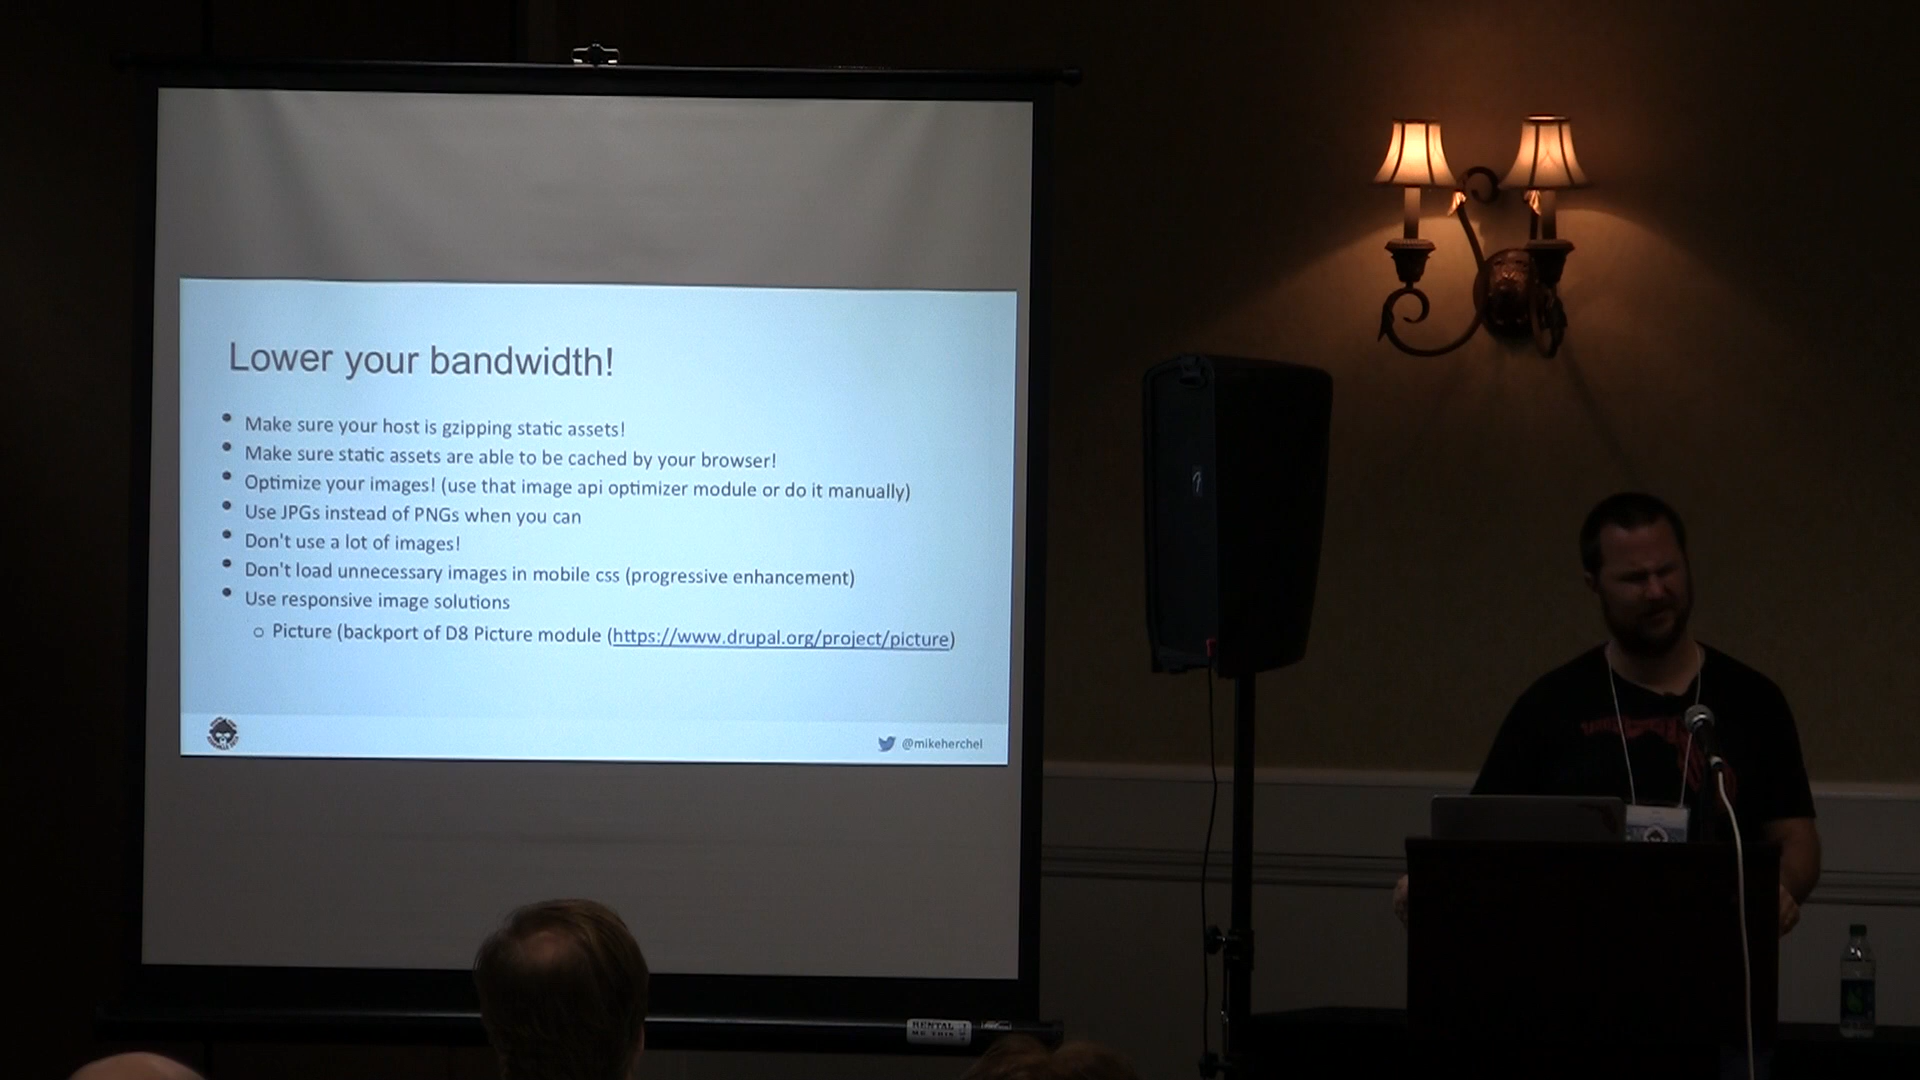 Lower your bandwidth!
Make sure your host is gzipping static assets!
Make sure static assets are able to be cached by your browser!
Optimize your images! (use that image api optimizer module or do it manually)
Use JPGs instead of PNGs when you can
Don't use a lot of images!
Don't load unnecessary images in mobile css (progressive enhancement)
Use responsive image solutions
Picture (backport of D8 Picture module (https://www.drupal.org/project/picture)
@mikeherchel
RENTAL